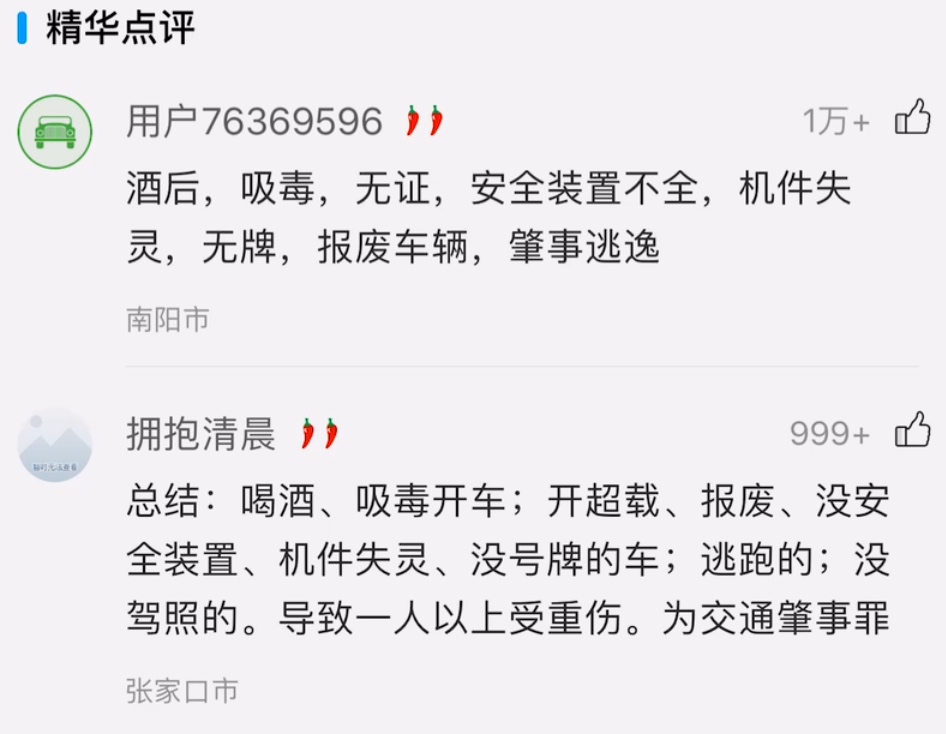 精华点评
用户76369596
1万+
酒后，吸毒，无证，安全装置不全，机件失
灵，无牌，报废车辆，肇事逃逸
南阳市
拥抱清晨
999+
总结：喝酒、吸毒开车；开超载、报废、没安
全装置、机件失灵、没号牌的车；逃跑的；没
驾照的。导致一人以上受重伤。为交通肇事罪
张家口市